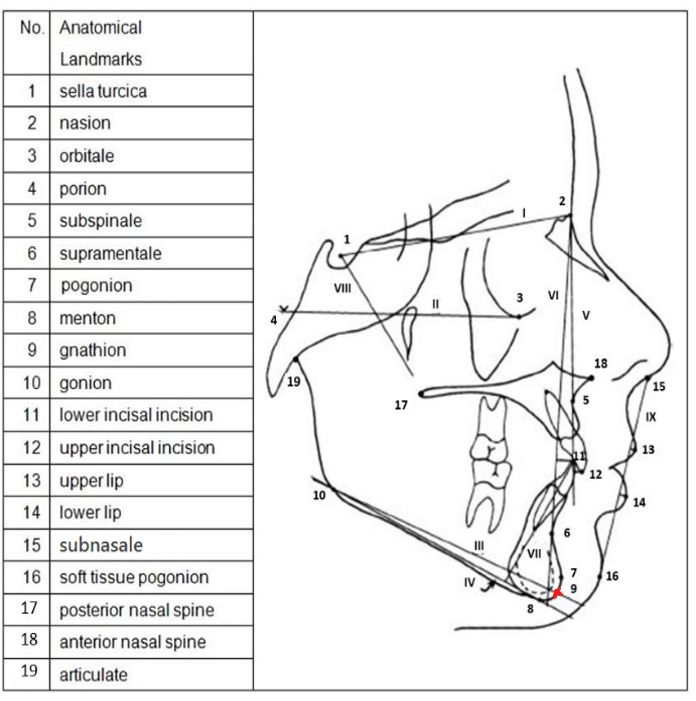 No. Anatomical
Landmarks
1 sella turcica
2 nasion
3 orbitale
4 porion
5 subspinale
6 supramentale
7 pogonion
8 menton
9 gnathion
10 gonion
11 lower incisal incision
12 upper incisal incision
13 upper lip
14 lower lip
15 subnasale
16 soft tissue pogonion
17 posterior nasal spine
18 anterior nasal spine
19 articulate
2
I
1
VIII
VI
II
3
V
4
18
19
15
17
5
IX
13
11
12
10
14
6
III
VII
IV
7
16
9
8